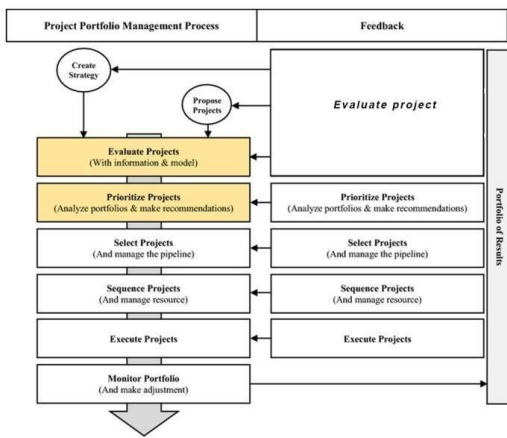 Project Portfolio Management Process
Feedback
Create
Strategy
Propose
Projects
Evaluate project
Evaluate Projects
(With information & model)
Prioritize Projects
(Analyze portfolios & make recommendations)
Prioritize Projects
(Analyze portfolios & make recommendations)
Select Projects
(And manage the pipeline)
Select Projects
(And manage the pipeline)
Sequence Projects
(And manage resource)
Sequence Projects
(And manage resource)
Execute Projects
Execute Projects
Monitor Portfolio
(And make adjustment)
Portfolio of Results